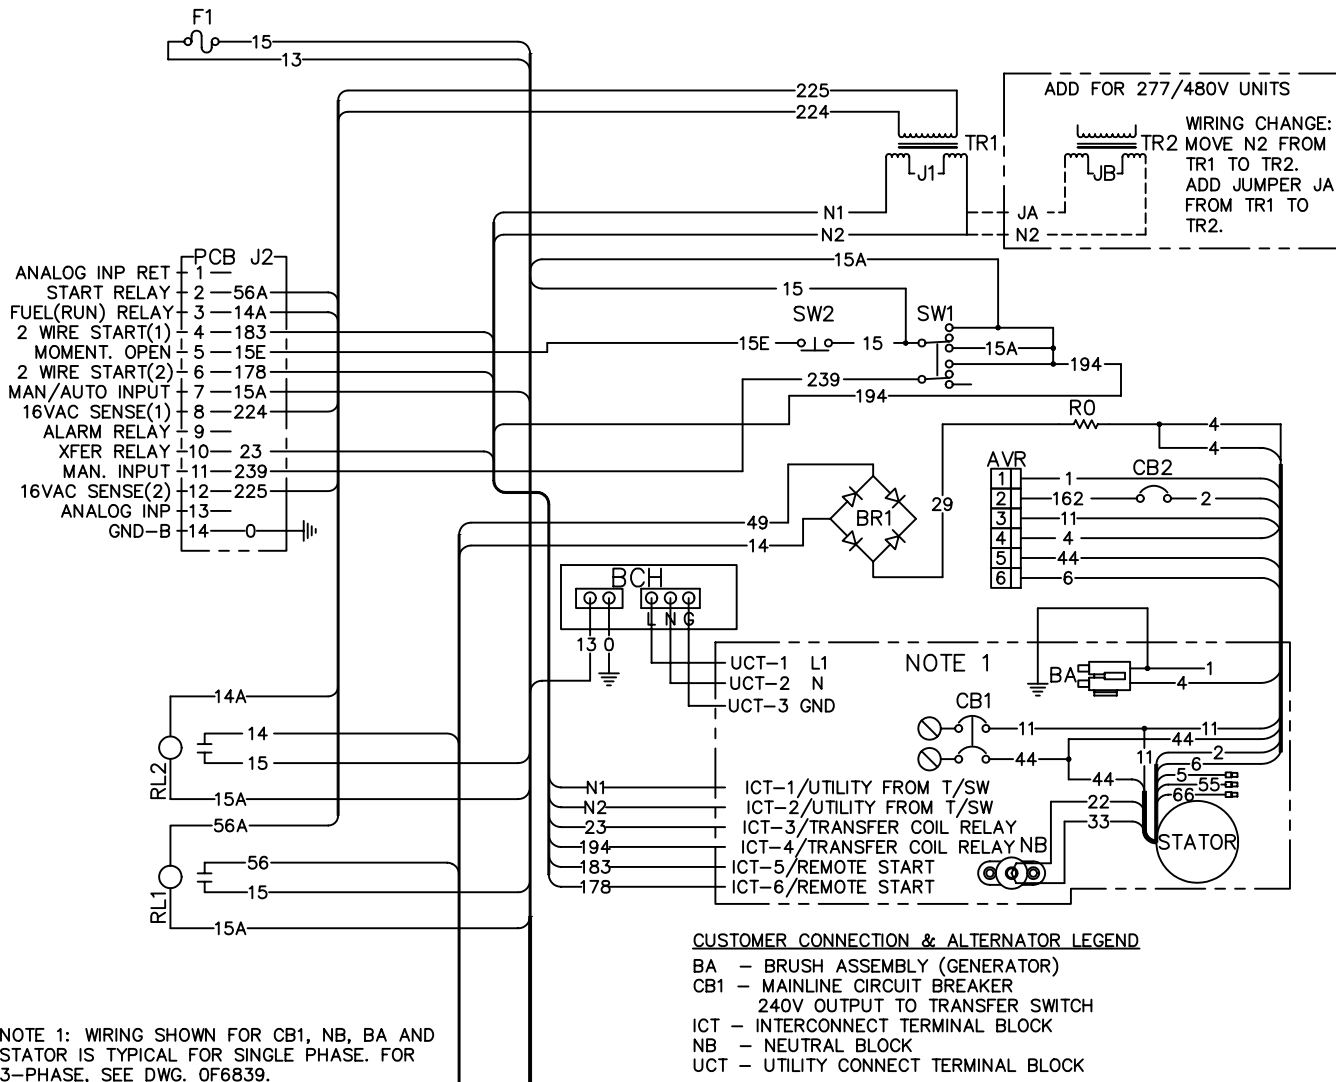 F1
15
13
225
224
TR1
J1
N1
N2
ADD FOR 277/480V UNITS
WIRING CHANGE:
MOVE N2 FROM
TR1 TO TR2.
ADD JUMPER JA
FROM TR1 TO
TR2.
TR2
JB
JA
N2
PCB J2
ANALOG INP RET 1
START RELAY 2 56A
FUEL(RUN) RELAY 3 14A
2 WIRE START(1) 4 183
MOMENT. OPEN 5 15E
2 WIRE START(2) 6 178
MAN/AUTO INPUT 7 15A
16VAC SENSE(1) 8 224
ALARM RELAY 9
XFER RELAY 10 23
MAN. INPUT 11 239
16VAC SENSE(2) 12 225
ANALOG INP 13
GND-B 14 0
15A
15
SW2
SW1
15E
15
15A
194
239
194
R0
4
4
AVR
1 1
2 162
CB2
2
3 11
4 4
5 44
6 6
BR1
29
49
14
BCH
L N G
13 0
UCT-1 L1
UCT-2 N
UCT-3 GND
NOTE 1
BA
1
4
CB1
11
11
44
44
11
44
2
6
5
55
66
22
33
STATOR
NB
14A
14
15
RL2
15A
56A
56
15
RL1
15A
N1 ICT-1/UTILITY FROM T/SW
N2 ICT-2/UTILITY FROM T/SW
23 ICT-3/TRANSFER COIL RELAY
194 ICT-4/TRANSFER COIL RELAY
183 ICT-5/REMOTE START
178 ICT-6/REMOTE START
CUSTOMER CONNECTION & ALTERNATOR LEGEND
BA - BRUSH ASSEMBLY (GENERATOR)
CB1 - MAINLINE CIRCUIT BREAKER
240V OUTPUT TO TRANSFER SWITCH
ICT - INTERCONNECT TERMINAL BLOCK
NB - NEUTRAL BLOCK
UCT - UTILITY CONNECT TERMINAL BLOCK
NOTE 1: WIRING SHOWN FOR CB1, NB, BA AND
STATOR IS TYPICAL FOR SINGLE PHASE. FOR
3-PHASE, SEE DWG. 0F6839.